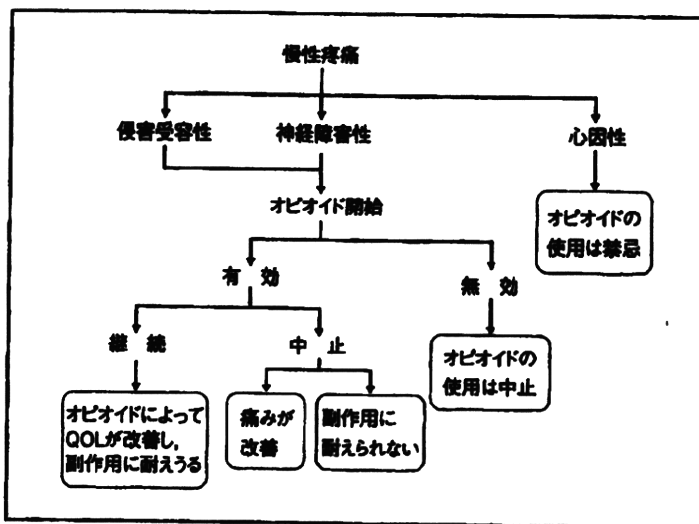 慢性疼痛
侵害受容性
神経障害性
心因性
オピオイド開始
オピオイドの
使用は禁忌
有 効
無 効
継 続
中 止
オピオイドの
使用は中止
オピオイドによって
QOLが改善し,
副作用に耐えうる
痛みが
改善
副作用に
耐えられない